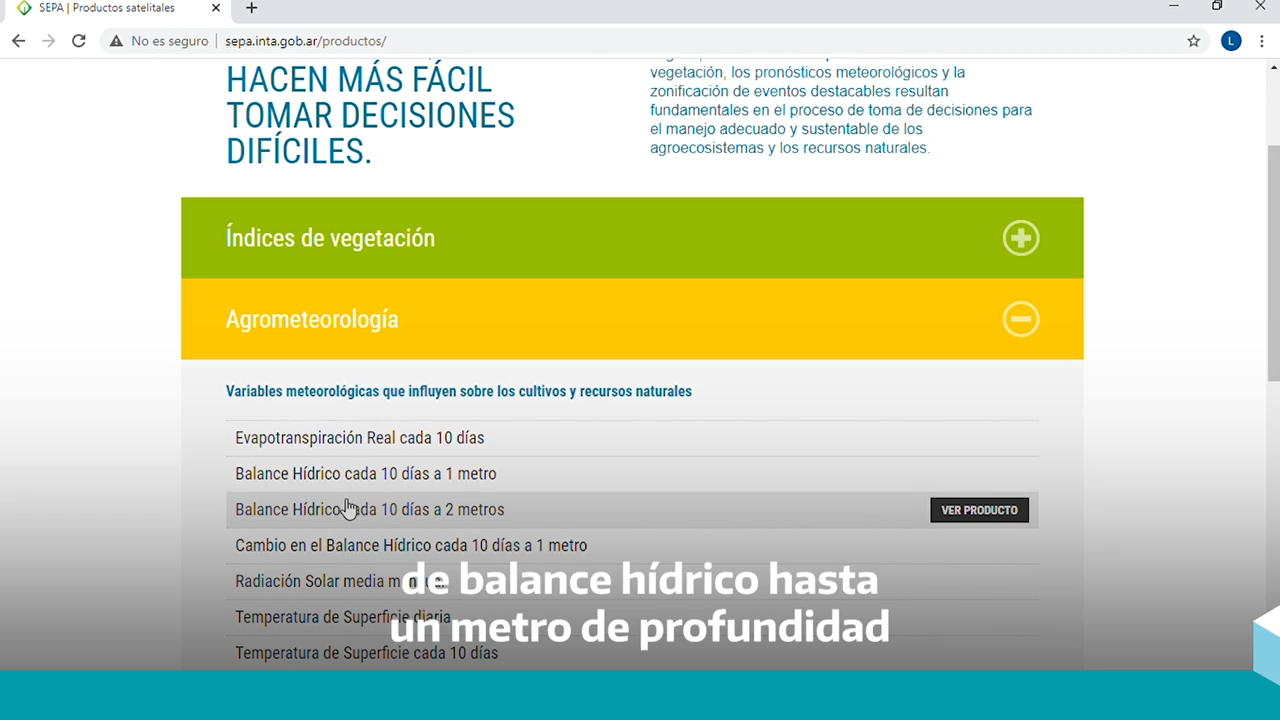 SEPA | Productos satelitales
No es seguro
sepa.inta.gob.ar/productos/
L
HACEN MÁS FÁCIL
TOMAR DECISIONES
DIFÍCILES.
vegetación, los pronósticos meteorológicos y la
zonificación de eventos destacables resultan
fundamentales en el proceso de toma de decisiones para
el manejo adecuado y sustentable de los
agroecosistemas y los recursos naturales.
Índices de vegetación
Agrometeorología
Variables meteorológicas que influyen sobre los cultivos y recursos naturales
Evapotranspiración Real cada 10 días
Balance Hídrico cada 10 días a 1 metro
Balance Hídrico cada 10 días a 2 metros
VER PRODUCTO
Cambio en el Balance Hídrico cada 10 días a 1 metro
Radiación Solar media
Temperatura de Superficie diaria
Temperatura de Superficie cada 10 días
de balance hídrico hasta
un metro de profundidad